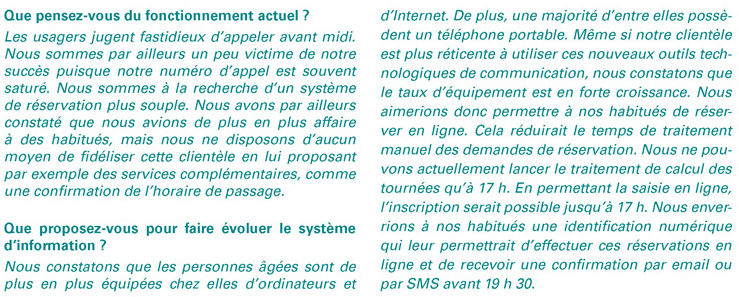 Que pensez-vous du fonctionnement actuel ?
Les usagers jugent fastidieux d’appeler avant midi.
Nous sommes par ailleurs un peu victime de notre
succès puisque notre numéro d’appel est souvent
saturé. Nous sommes à la recherche d’un système
de réservation plus souple. Nous avons par ailleurs
constaté que nous avions de plus en plus affaire
à des habitués, mais nous ne disposons d’aucun
moyen de fidéliser cette clientèle en lui proposant
par exemple des services complémentaires, comme
une confirmation de l’horaire de passage.
Que proposez-vous pour faire évoluer le système
d’information ?
Nous constatons que les personnes âgées sont de
plus en plus équipées chez elles d’ordinateurs et
d’Internet. De plus, une majorité d’entre elles possè-
dent un téléphone portable. Même si notre clientèle
est plus réticente à utiliser ces nouveaux outils tech-
nologiques de communication, nous constatons que
le taux d’équipement est en forte croissance. Nous
aimerions donc permettre à nos habitués de réser-
ver en ligne. Cela réduirait le temps de traitement
manuel des demandes de réservation. Nous ne pou-
vons actuellement lancer le traitement de calcul des
tournées qu’à 17 h. En permettant la saisie en ligne,
l’inscription serait possible jusqu’à 17 h. Nous enver-
rions à nos habitués une identification numérique
qui leur permettrait d’effectuer ces réservations en
ligne et de recevoir une confirmation par email ou
par SMS avant 19 h 30.